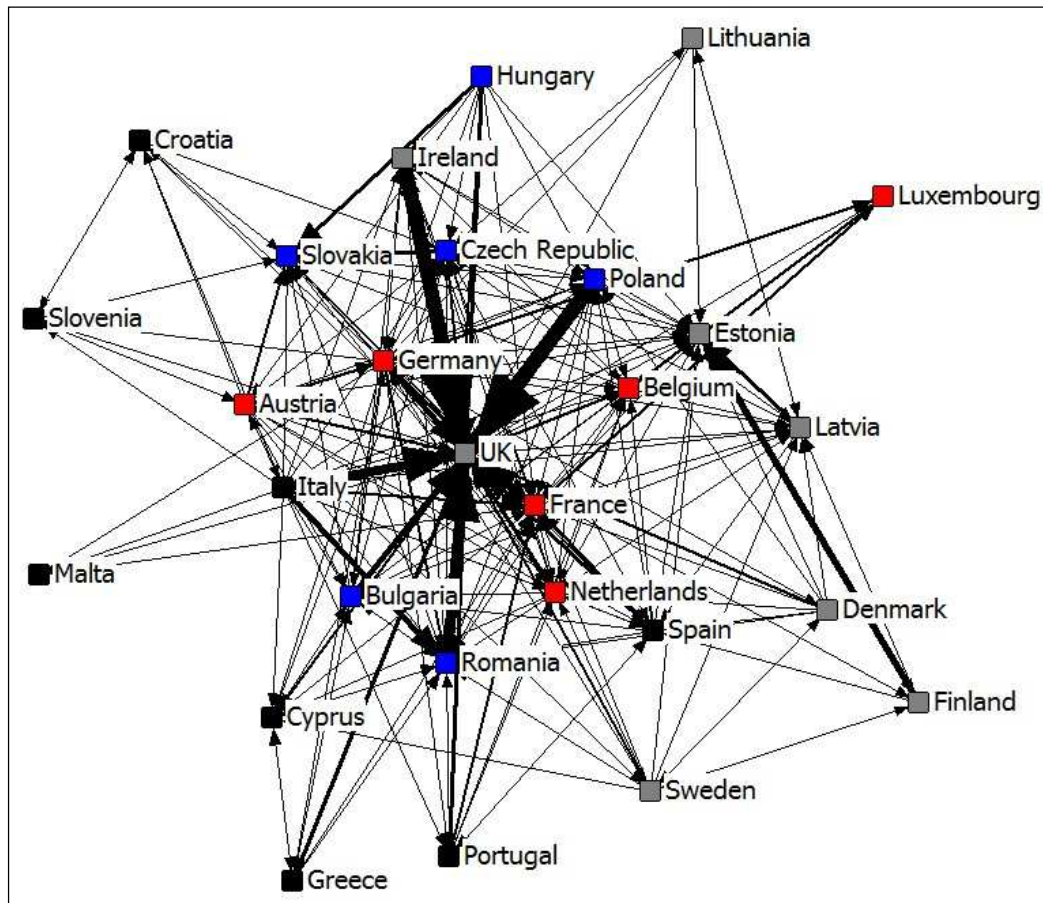 Lithuania
Hungary
Croatia
Ireland
Luxembourg
Slovakia
Czech Republic
Poland
Slovenia
Estonia
Germany
Belgium
Austria
Latvia
UK
Italy
France
Malta
Bulgaria
Netherlands
Denmark
Spain
Romania
Finland
Cyprus
Sweden
Portugal
Greece